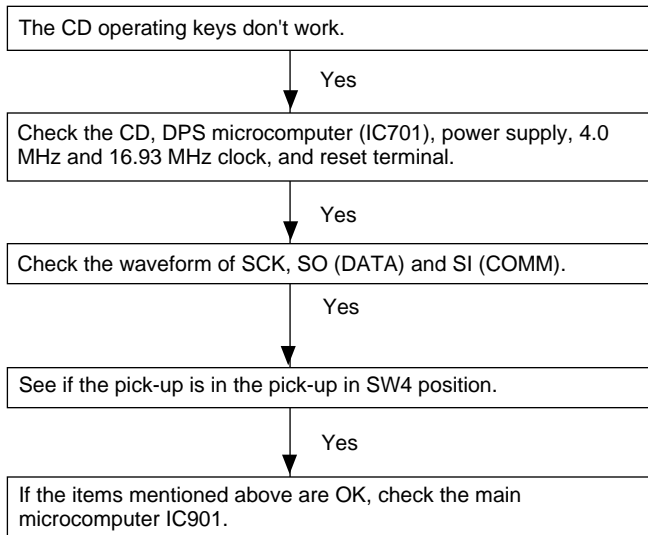 The CD operating keys don't work.
Yes
Check the CD, DPS microcomputer (IC701), power supply, 4.0
MHz and 16.93 MHz clock, and reset terminal.
Yes
Check the waveform of SCK, SO (DATA) and SI (COMM).
Yes
See if the pick-up is in the pick-up in SW4 position.
Yes
If the items mentioned above are OK, check the main
microcomputer IC901.